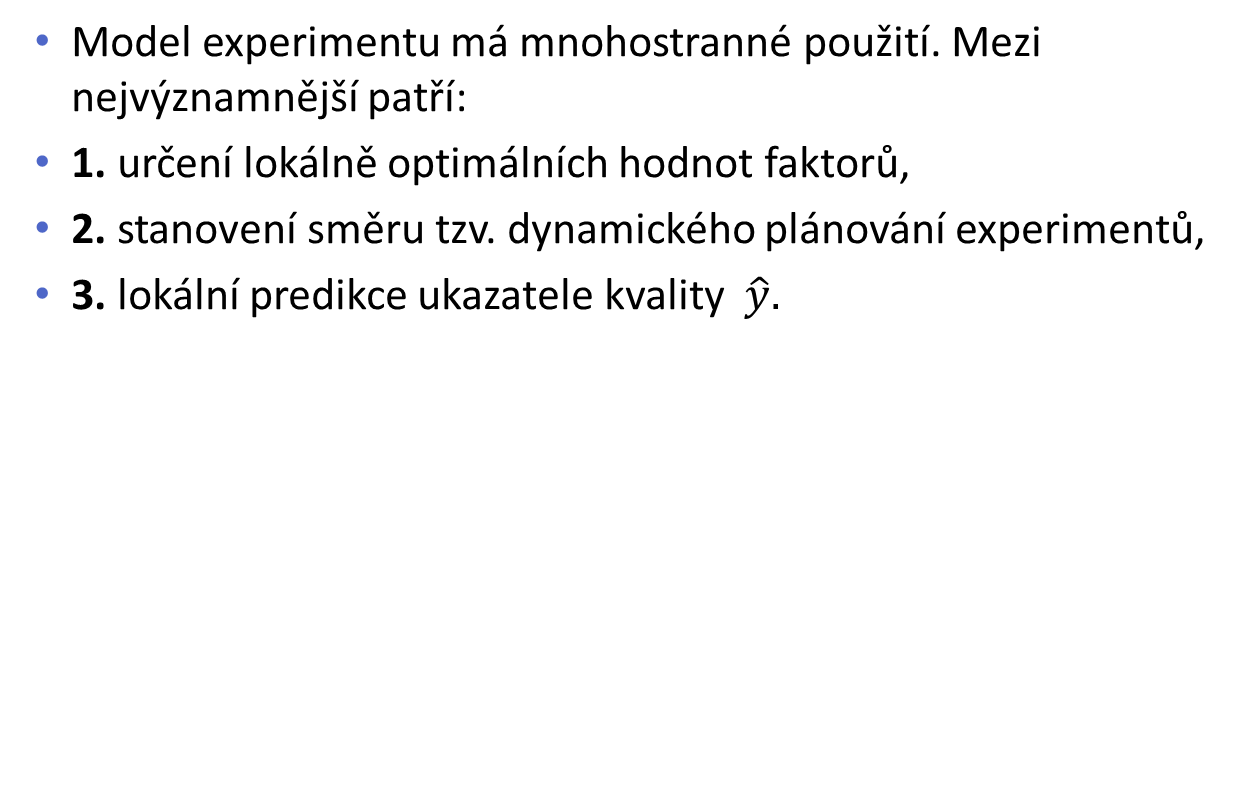 • Model experimentu má mnohostranné použití. Mezi
nejvýznamnější patří:
• 1. určení lokálně optimálních hodnot faktorů,
• 2. stanovení směru tzv. dynamického plánování experimentů,
• 3. lokální predikce ukazatele kvality ŷ.